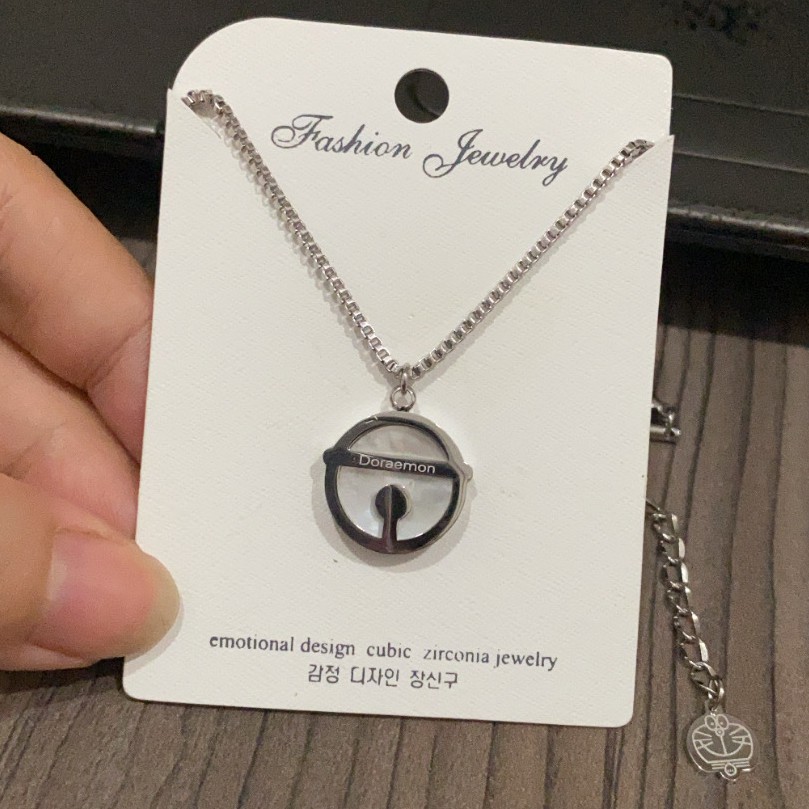 Fashion Jewelry
Doraemon
emotional design cubic zirconia jewelry
감정 디자인 장신구